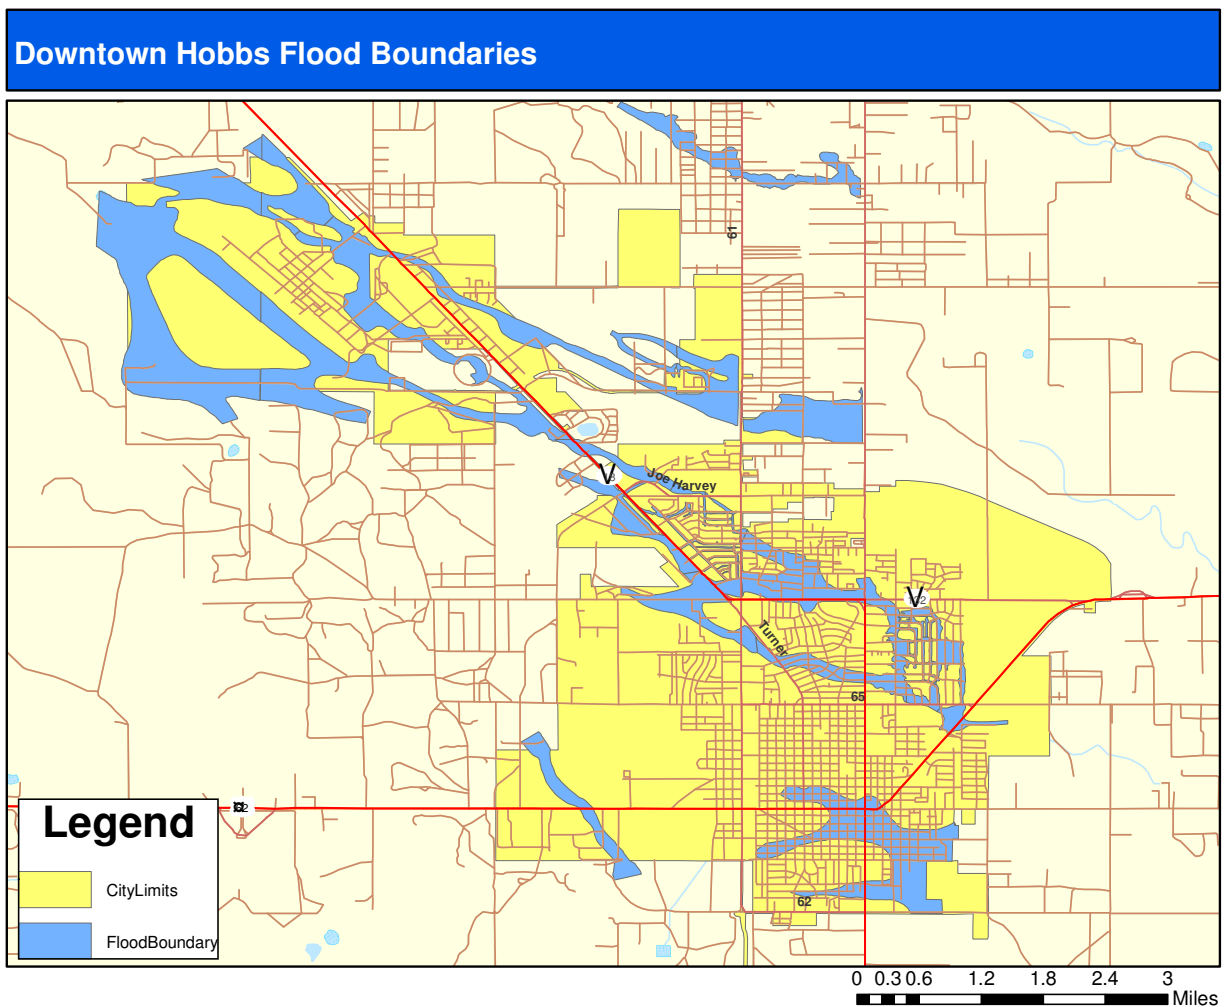 Downtown Hobbs Flood Boundaries
61
Joe Harvey
V
V
Turner
65
62
Legend
CityLimits
FloodBoundary
0 0.3 0.6 1.2 1.8 2.4 3
Miles